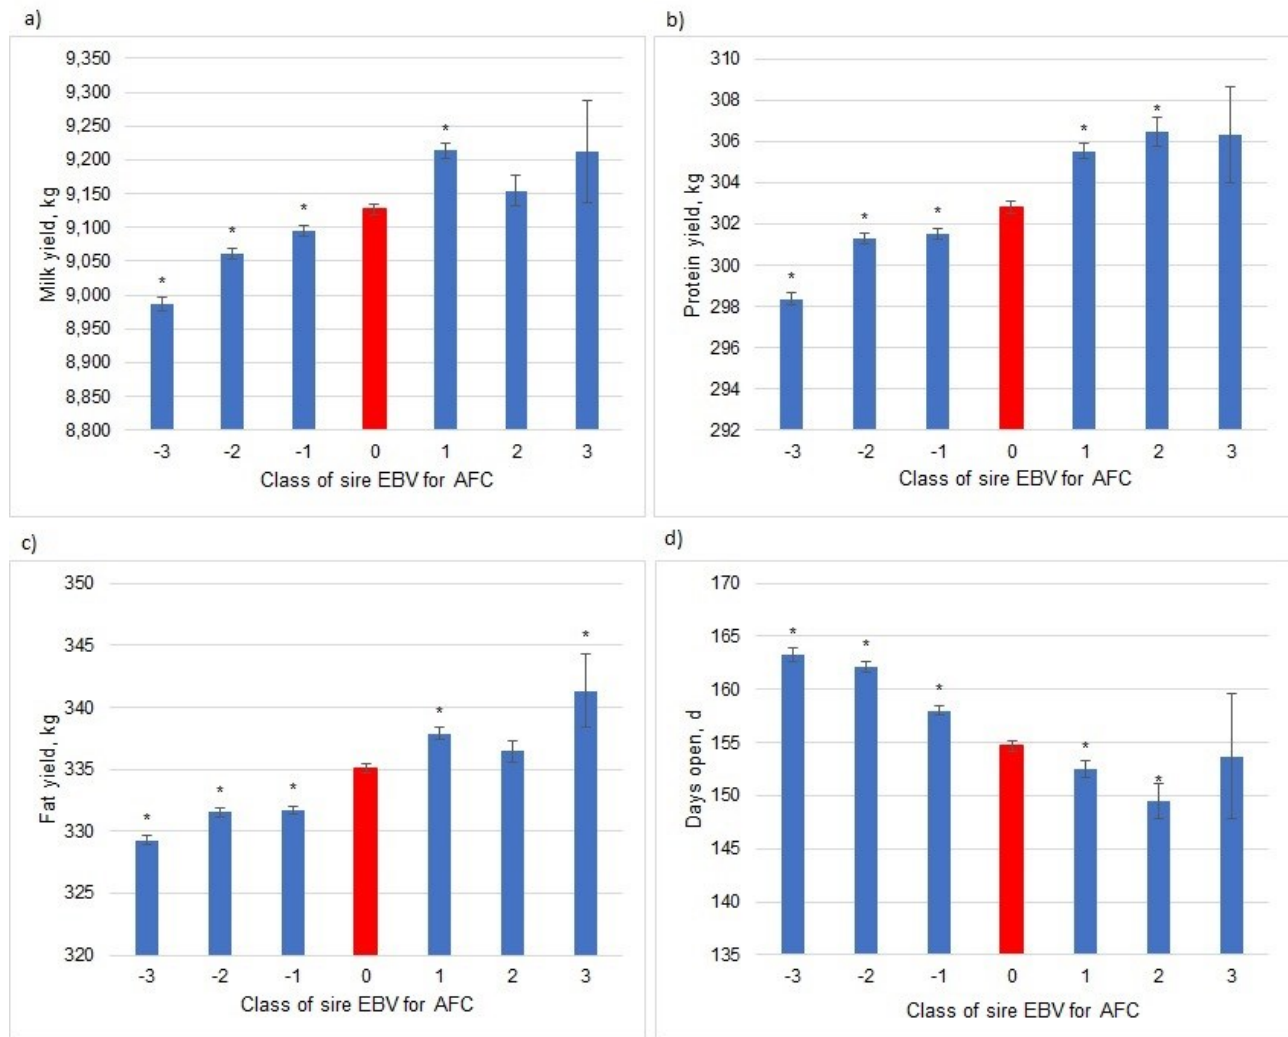 a)
9,350
9,300
9,250
9,200
9,150
9,100
9,050
9,000
8,950
8,900
8,850
8,800
Milk yield, kg
* * * *
-3 -2 -1 0 1 2 3
Class of sire EBV for AFC
b)
310
308
306
304
302
300
298
296
294
292
Protein yield, kg
* * * * *
-3 -2 -1 0 1 2 3
Class of sire EBV for AFC
c)
350
345
340
335
330
325
320
Fat yield, kg
* * * * *
-3 -2 -1 0 1 2 3
Class of sire EBV for AFC
d)
170
165
160
155
150
145
140
135
Days open, d
* * * * *
-3 -2 -1 0 1 2 3
Class of sire EBV for AFC